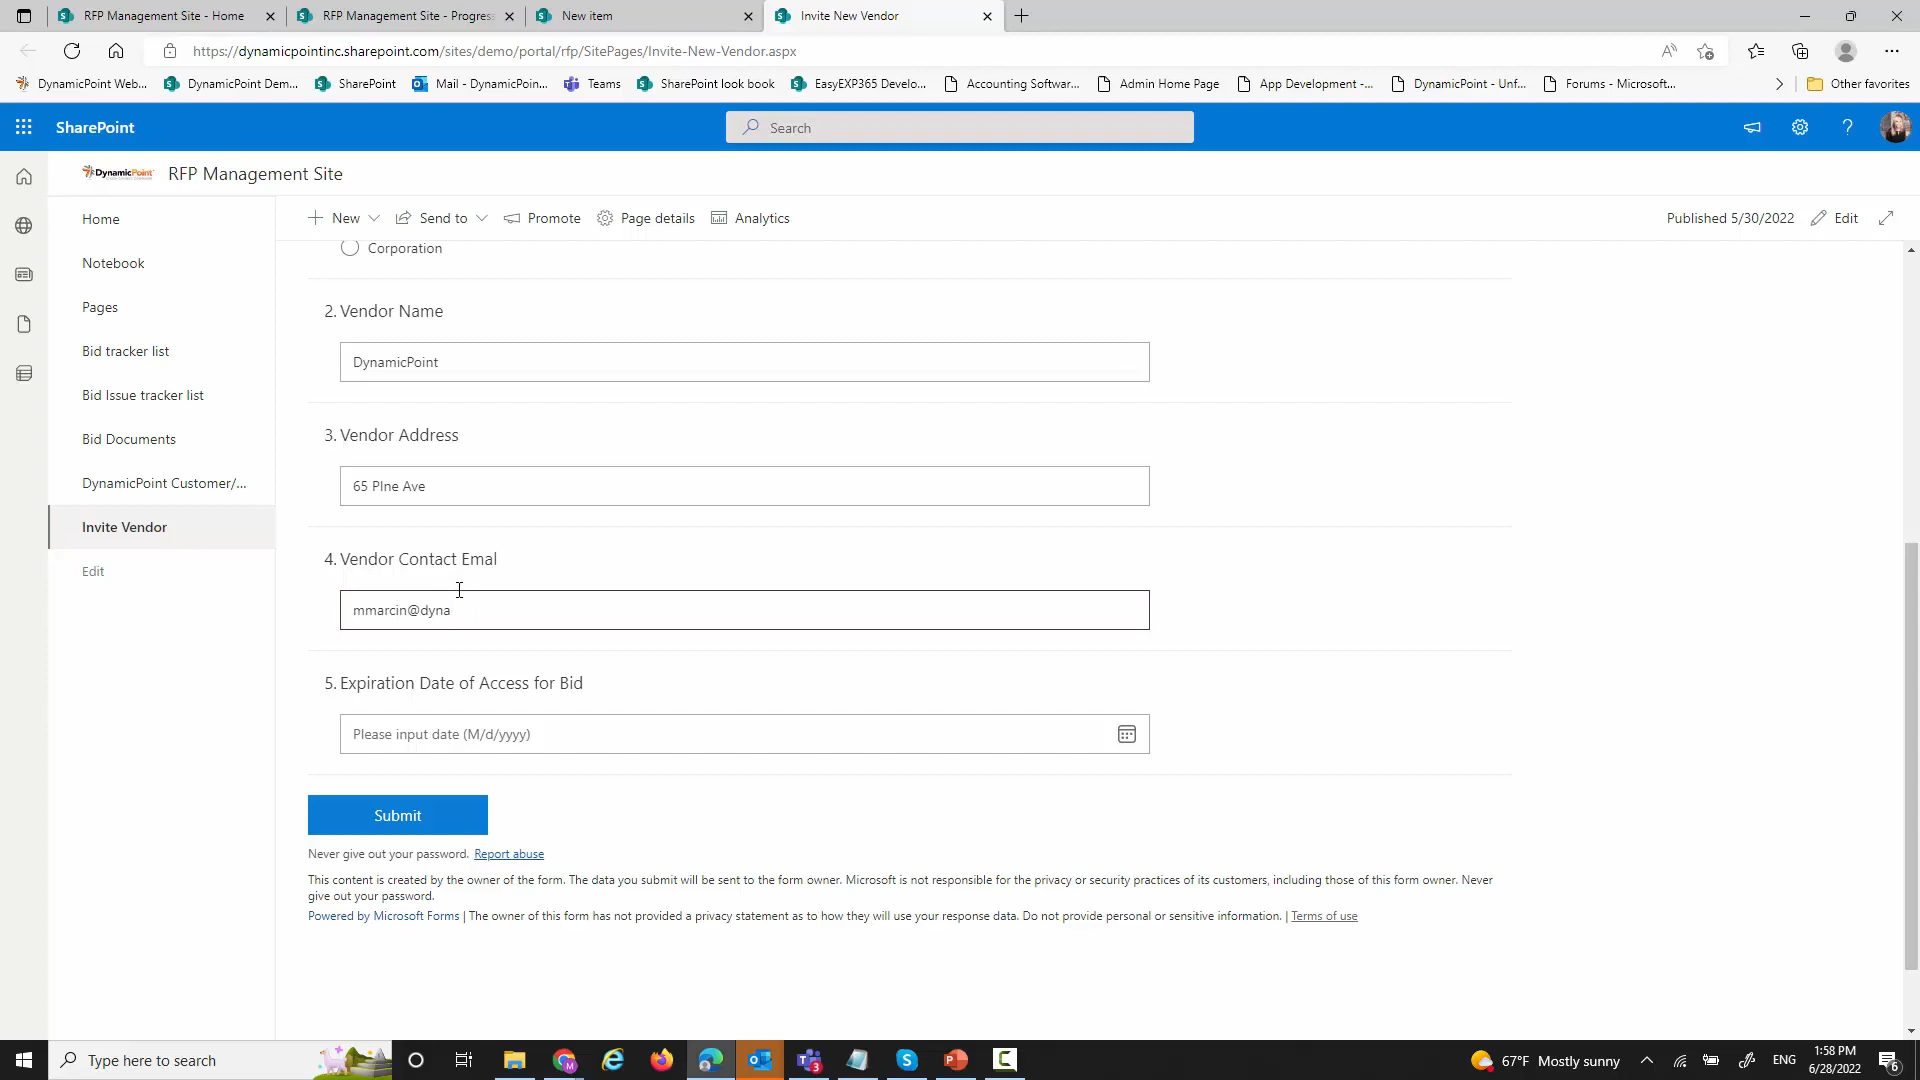 RFP Management Site - Home
RFP Management Site - Progress
New item
Invite New Vendor
https://dynamicpointinc.sharepoint.com/sites/demo/portal/rfp/SitePages/Invite-New-Vendor.aspx
DynamicPoint Web...
DynamicPoint Dem...
SharePoint
Mail - DynamicPoin...
Teams
SharePoint look book
EasyEXP365 Develo...
Accounting Softwar...
Admin Home Page
App Development -...
DynamicPoint - Unf...
Forums - Microsoft...
Other favorites
SharePoint
Search
DynamicPoint
RFP Management Site
Home
Notebook
Pages
Bid tracker list
Bid Issue tracker list
Bid Documents
DynamicPoint Customer/...
Invite Vendor
Edit
New
Send to
Promote
Page details
Analytics
Published 5/30/2022
Edit
Corporation
2. Vendor Name
DynamicPoint
3. Vendor Address
65 PIne Ave
4. Vendor Contact Emal
mmarcin@dyna
5. Expiration Date of Access for Bid
Please input date (M/d/yyyy)
Submit
Never give out your password. Report abuse
This content is created by the owner of the form. The data you submit will be sent to the form owner. Microsoft is not responsible for the privacy or security practices of its customers, including those of this form owner. Never
give out your password.
Powered by Microsoft Forms | The owner of this form has not provided a privacy statement as to how they will use your response data. Do not provide personal or sensitive information. | Terms of use
Type here to search
67°F Mostly sunny
ENG
1:58 PM
6/28/2022